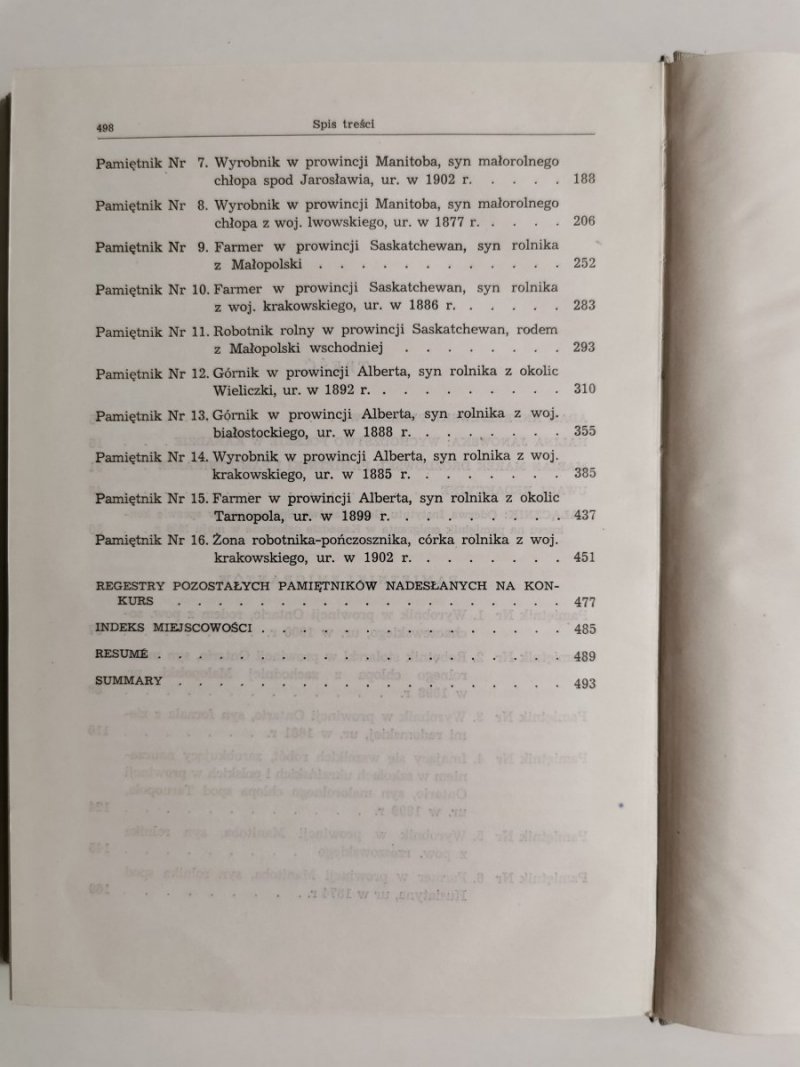 498 Spis treści
Pamiętnik Nr 7. Wyrobnik w prowincji Manitoba, syn małorolnego
chłopa spod Jarosławia, ur. w 1902 r. . . . . 188
Pamiętnik Nr 8. Wyrobnik w prowincji Manitoba, syn małorolnego
chłopa z woj. lwowskiego, ur. w 1877 r. . . . . 206
Pamiętnik Nr 9. Farmer w prowincji Saskatchewan, syn rolnika
z Małopolski . . . . . . . . . . . 252
Pamiętnik Nr 10. Farmer w prowincji Saskatchewan, syn rolnika
z woj. krakowskiego, ur. w 1886 r. . . . . . 283
Pamiętnik Nr 11. Robotnik rolny w prowincji Saskatchewan, rodem
z Małopolski wschodniej . . . . . . . . 293
Pamiętnik Nr 12. Górnik w prowincji Alberta, syn rolnika z okolic
Wieliczki, ur. w 1892 r. . . . . . . . . . 310
Pamiętnik Nr 13. Górnik w prowincji Alberta, syn rolnika z woj.
białostockiego, ur. w 1888 r. . . . . . . . 355
Pamiętnik Nr 14. Wyrobnik w prowincji Alberta, syn rolnika z woj.
krakowskiego, ur. w 1885 r. . . . . . . . 385
Pamiętnik Nr 15. Farmer w prowincji Alberta, syn rolnika z okolic
Tarnopola, ur. w 1899 r. . . . . . . . . 437
Pamiętnik Nr 16. Żona robotnika-pończosznika, córka rolnika z woj.
krakowskiego, ur. w 1902 r. . . . . . . . 451
REGESTRY POZOSTAŁYCH PAMIĘTNIKÓW NADESŁANYCH NA KON-
KURS . . . . . . . . . . . . . . . . . . . 477
INDEKS MIEJSCOWOŚCI . . . . . . . . . . . . . . . 485
RESUMÉ . . . . . . . . . . . . . . . . . . . . 489
SUMMARY . . . . . . . . . . . . . . . . . . . 493